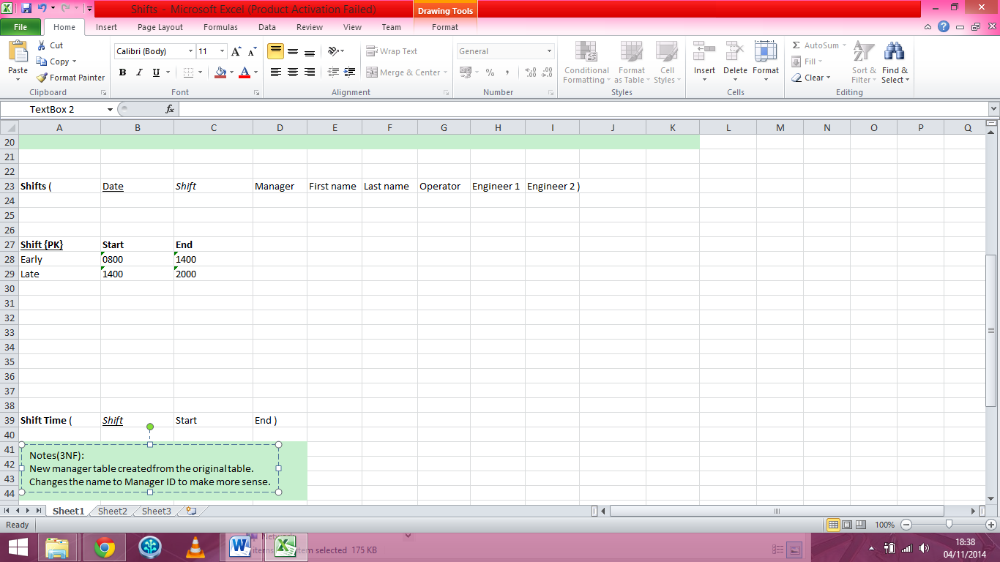 Shifts - Microsoft Excel (Product Activation Failed)
Drawing Tools
File Home Insert Page Layout Formulas Data Review View Team Format
Paste
Cut
Copy
Format Painter
Clipboard
Calibri (Body) 11
B I U
Font
Wrap Text
Merge & Center
Alignment
General
Number
Conditional Formatting
Format as Table
Cell Styles
Styles
Insert Delete Format
Cells
AutoSum
Fill
Clear
Sort & Filter
Find & Select
Editing
TextBox 2 fx
A B C D E F G H I J K L M N O P Q
20
21
22
23 Shifts ( Date Shift Manager First name Last name Operator Engineer 1 Engineer 2 )
24
25
26
27 Shift {PK} Start End
28 Early 0800 1400
29 Late 1400 2000
30
31
32
33
34
35
36
37
38
39 Shift Time ( Shift Start End )
40
41
42
43
44
Notes(3NF):
New manager table createdfrom the original table.
Changes the name to Manager ID to make more sense.
Sheet1 Sheet2 Sheet3
Ready 100%
item selected 175 KB
18:38
04/11/2014